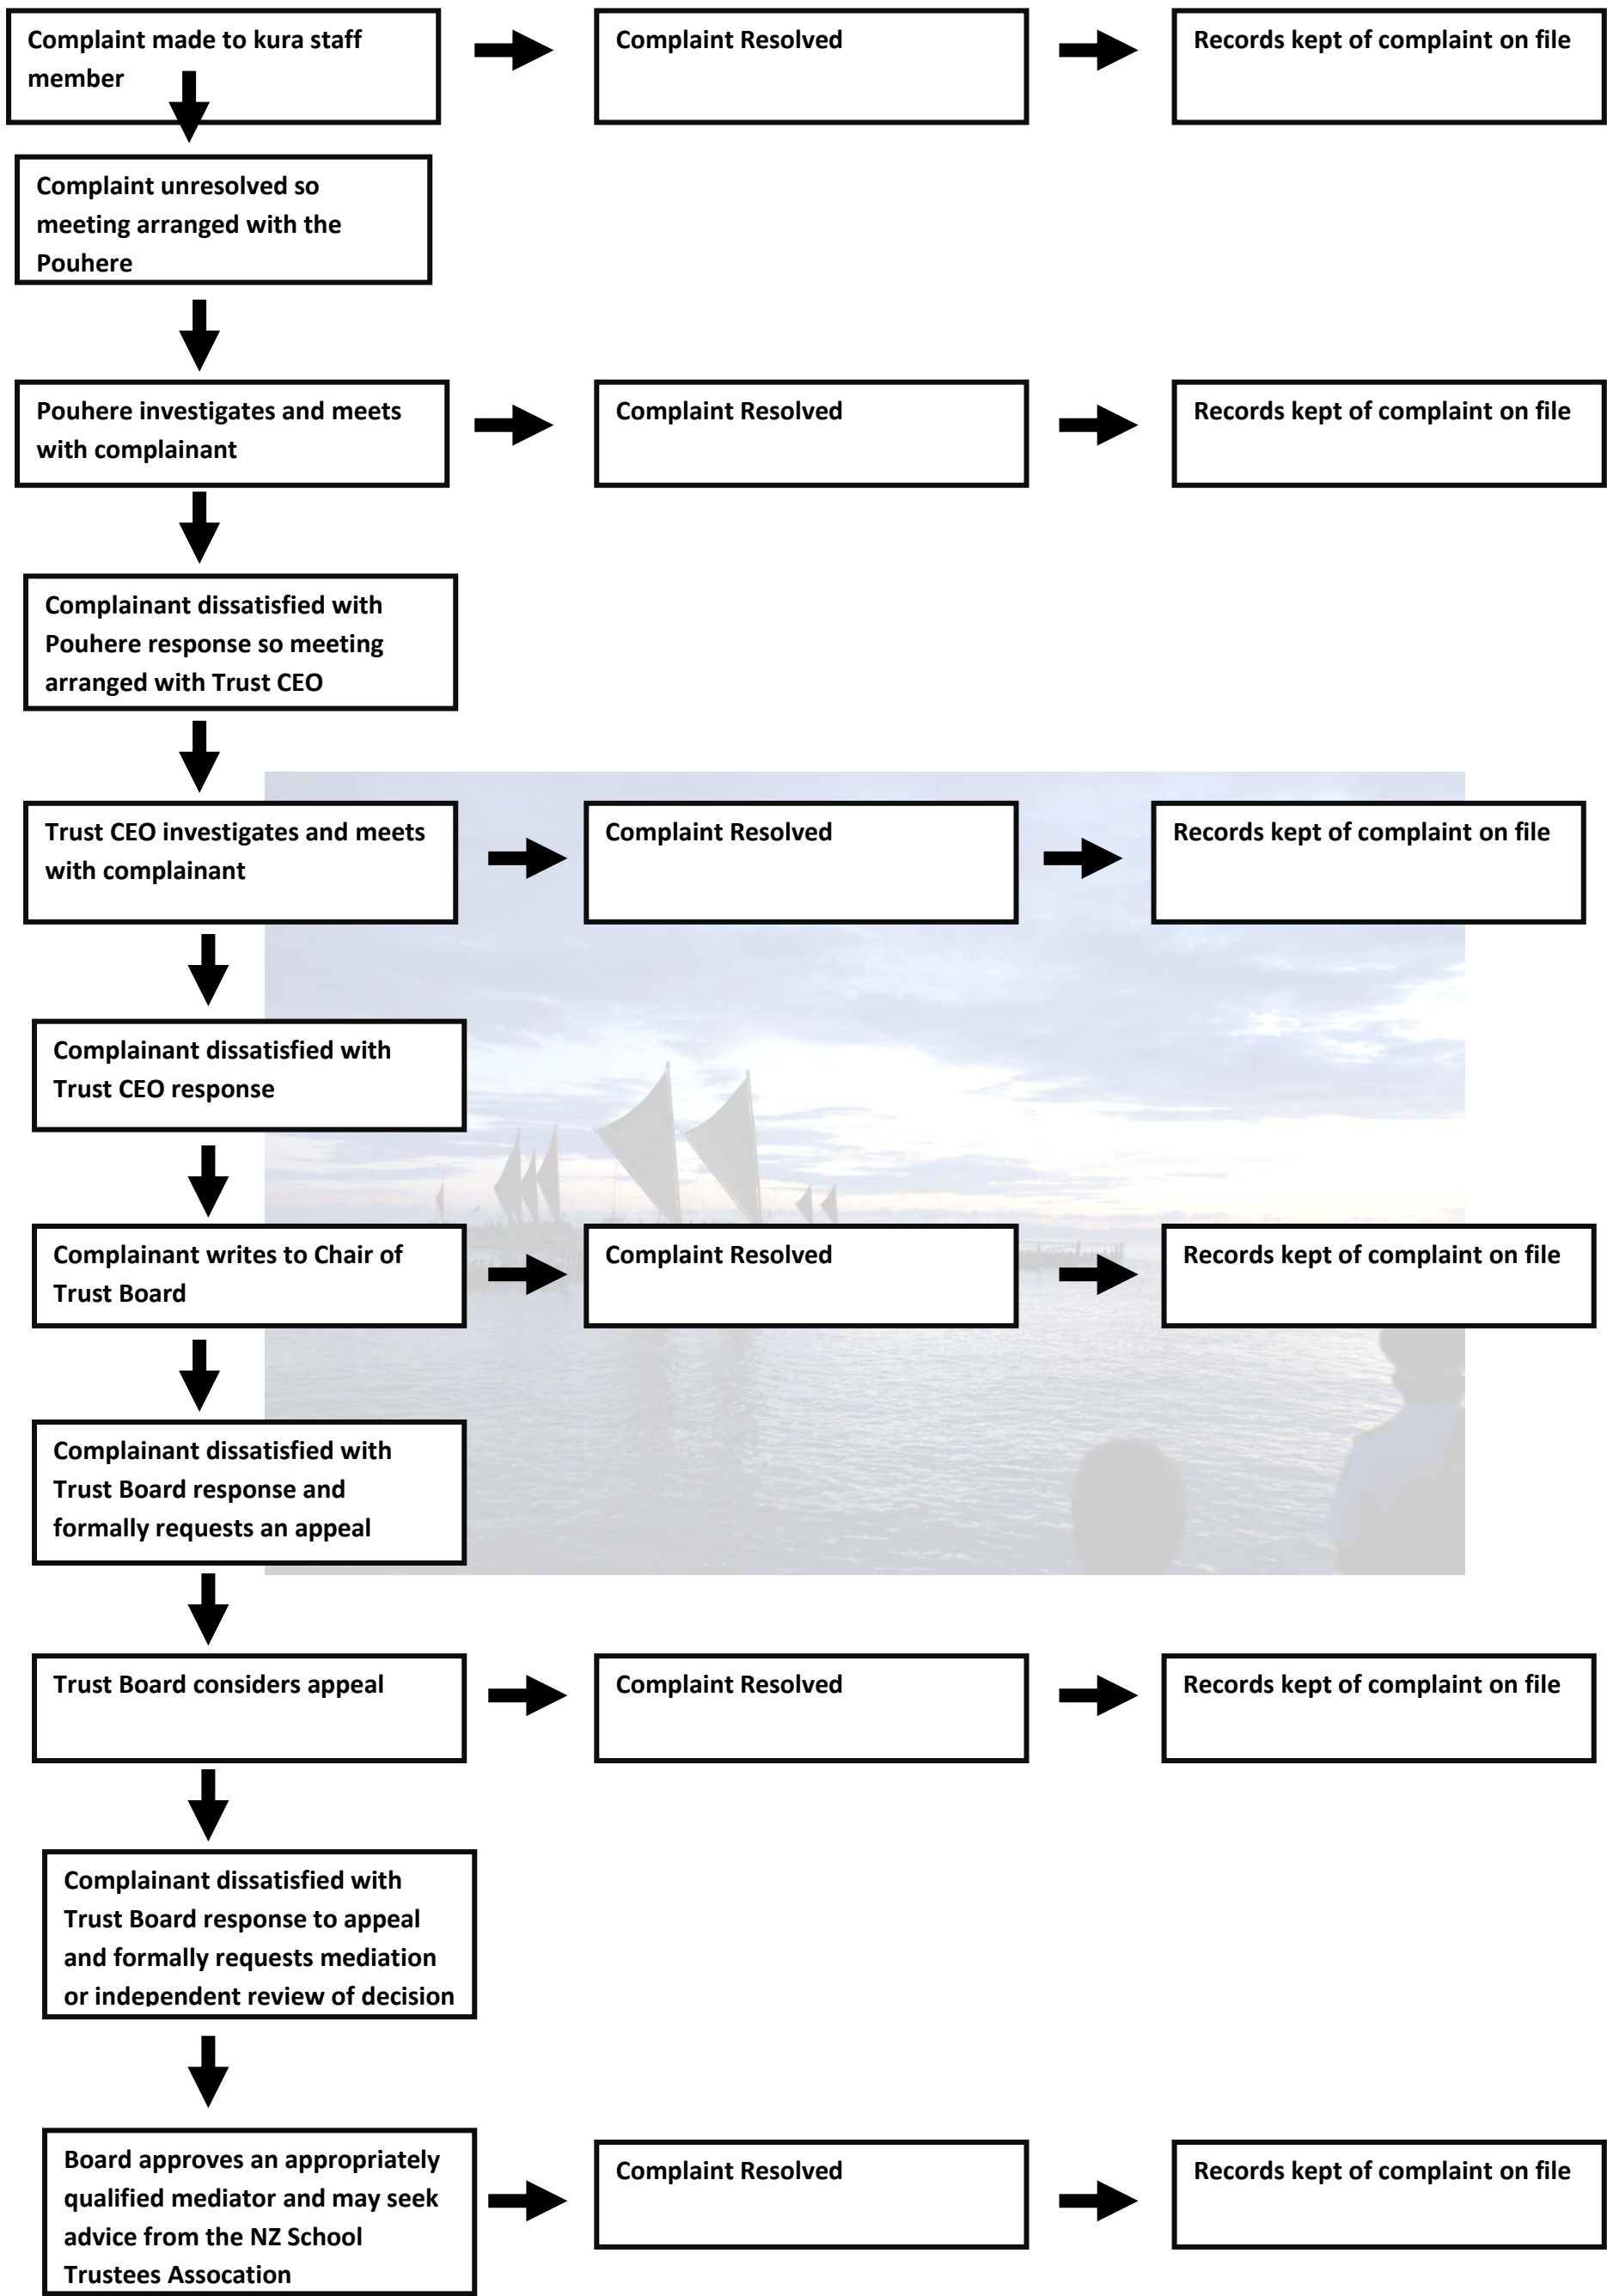 Complaint made to kura staff
member
Complaint Resolved
Records kept of complaint on file
Complaint unresolved so
meeting arranged with the
Pouhere
Pouhere investigates and meets
with complainant
Complaint Resolved
Records kept of complaint on file
Complainant dissatisfied with
Pouhere response so meeting
arranged with Trust CEO
Trust CEO investigates and meets
with complainant
Complaint Resolved
Records kept of complaint on file
Complainant dissatisfied with
Trust CEO response
Complainant writes to Chair of
Trust Board
Complaint Resolved
Records kept of complaint on file
Complainant dissatisfied with
Trust Board response and
formally requests an appeal
Trust Board considers appeal
Complaint Resolved
Records kept of complaint on file
Complainant dissatisfied with
Trust Board response to appeal
and formally requests mediation
or independent review of decision
Board approves an appropriately
qualified mediator and may seek
advice from the NZ School
Trustees Assocation
Complaint Resolved
Records kept of complaint on file